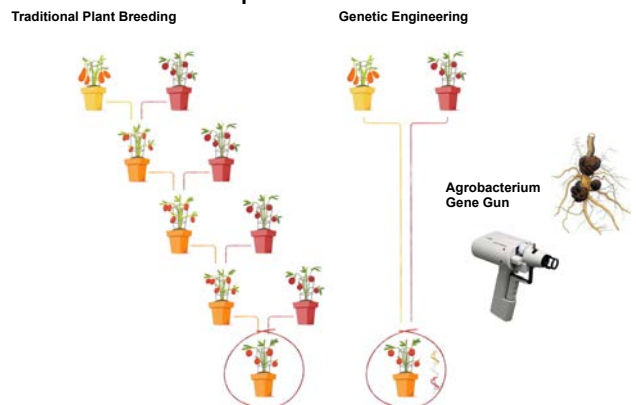 Traditional Plant Breeding
Genetic Engineering
Agrobacterium
Gene Gun